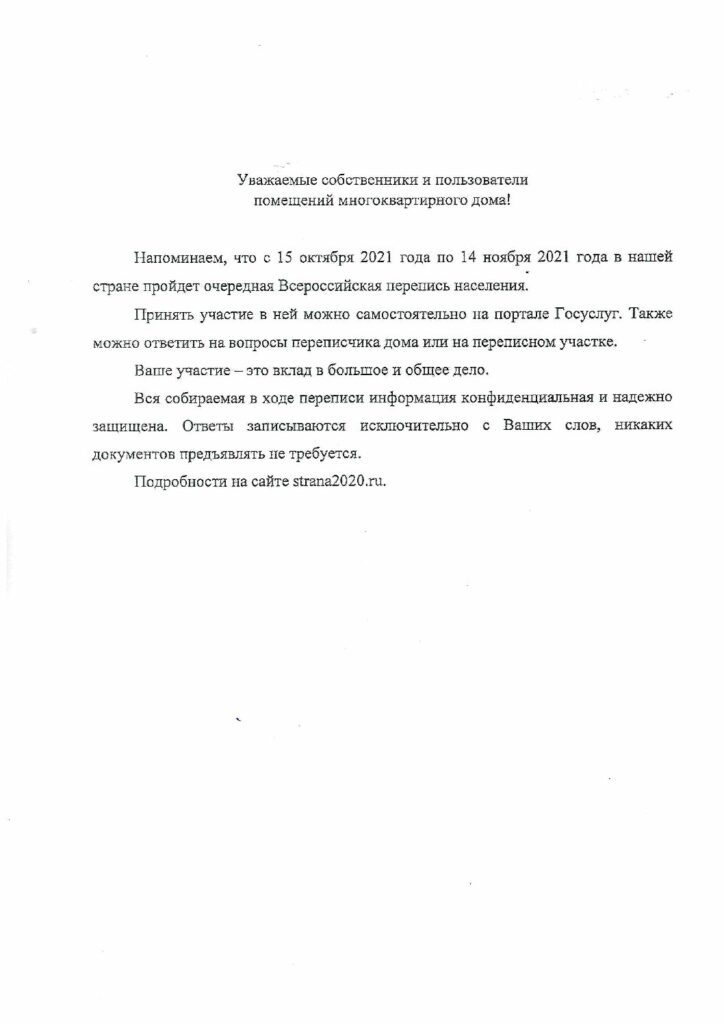 Уважаемые собственники и пользователи
помещений многоквартирного дома!
Напоминаем, что с 15 октября 2021 года по 14 ноября 2021 года в нашей
стране пройдет очередная Всероссийская перепись населения.
Принять участие в ней можно самостоятельно на портале Госуслуг. Также
можно ответить на вопросы переписчика дома или на переписном участке.
Ваше участие – это вклад в большое и общее дело.
Вся собираемая в ходе переписи информация конфиденциальная и надежно
защищена. Ответы записываются исключительно с Ваших слов, никаких
документов предъявлять не требуется.
Подробности на сайте strana2020.ru.